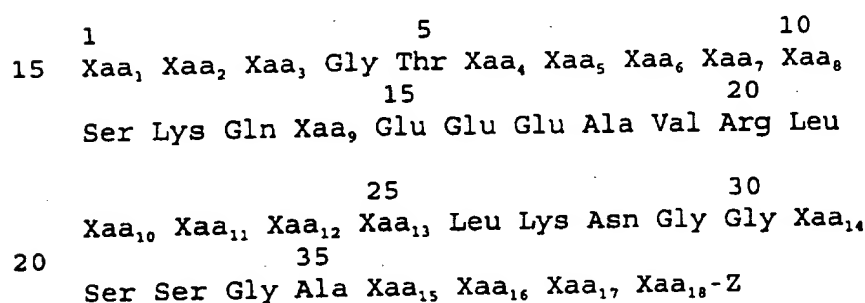 1 5 10
15 Xaa₁ Xaa₂ Xaa₃ Gly Thr Xaa₄ Xaa₅ Xaa₆ Xaa₇ Xaa₈
15 20
Ser Lys Gln Xaa₉ Glu Glu Glu Ala Val Arg Leu
25 30
Xaa₁₀ Xaa₁₁ Xaa₁₂ Xaa₁₃ Leu Lys Asn Gly Gly Xaa₁₄
20 35
Ser Ser Gly Ala Xaa₁₅ Xaa₁₆ Xaa₁₇ Xaa₁₈-Z